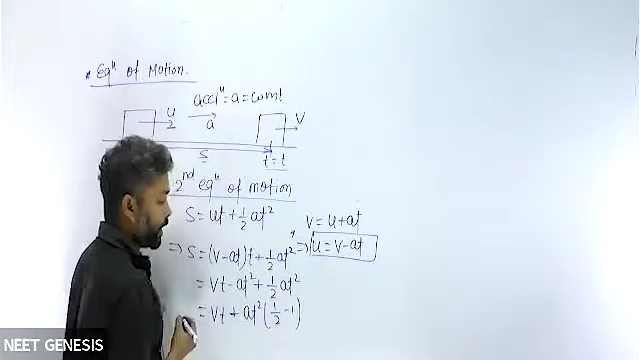 • Eqⁿ of Motion.
accⁿ = a = const
u
a
V
S
t = t
2nd eqⁿ of motion
S = ut + 1/2 at²
V = u + at
⇒ S = (V - at)t + 1/2 at²
⇒ u = V - at
= Vt - at² + 1/2 at²
= Vt + at² (1/2 - 1)
NEET GENESIS